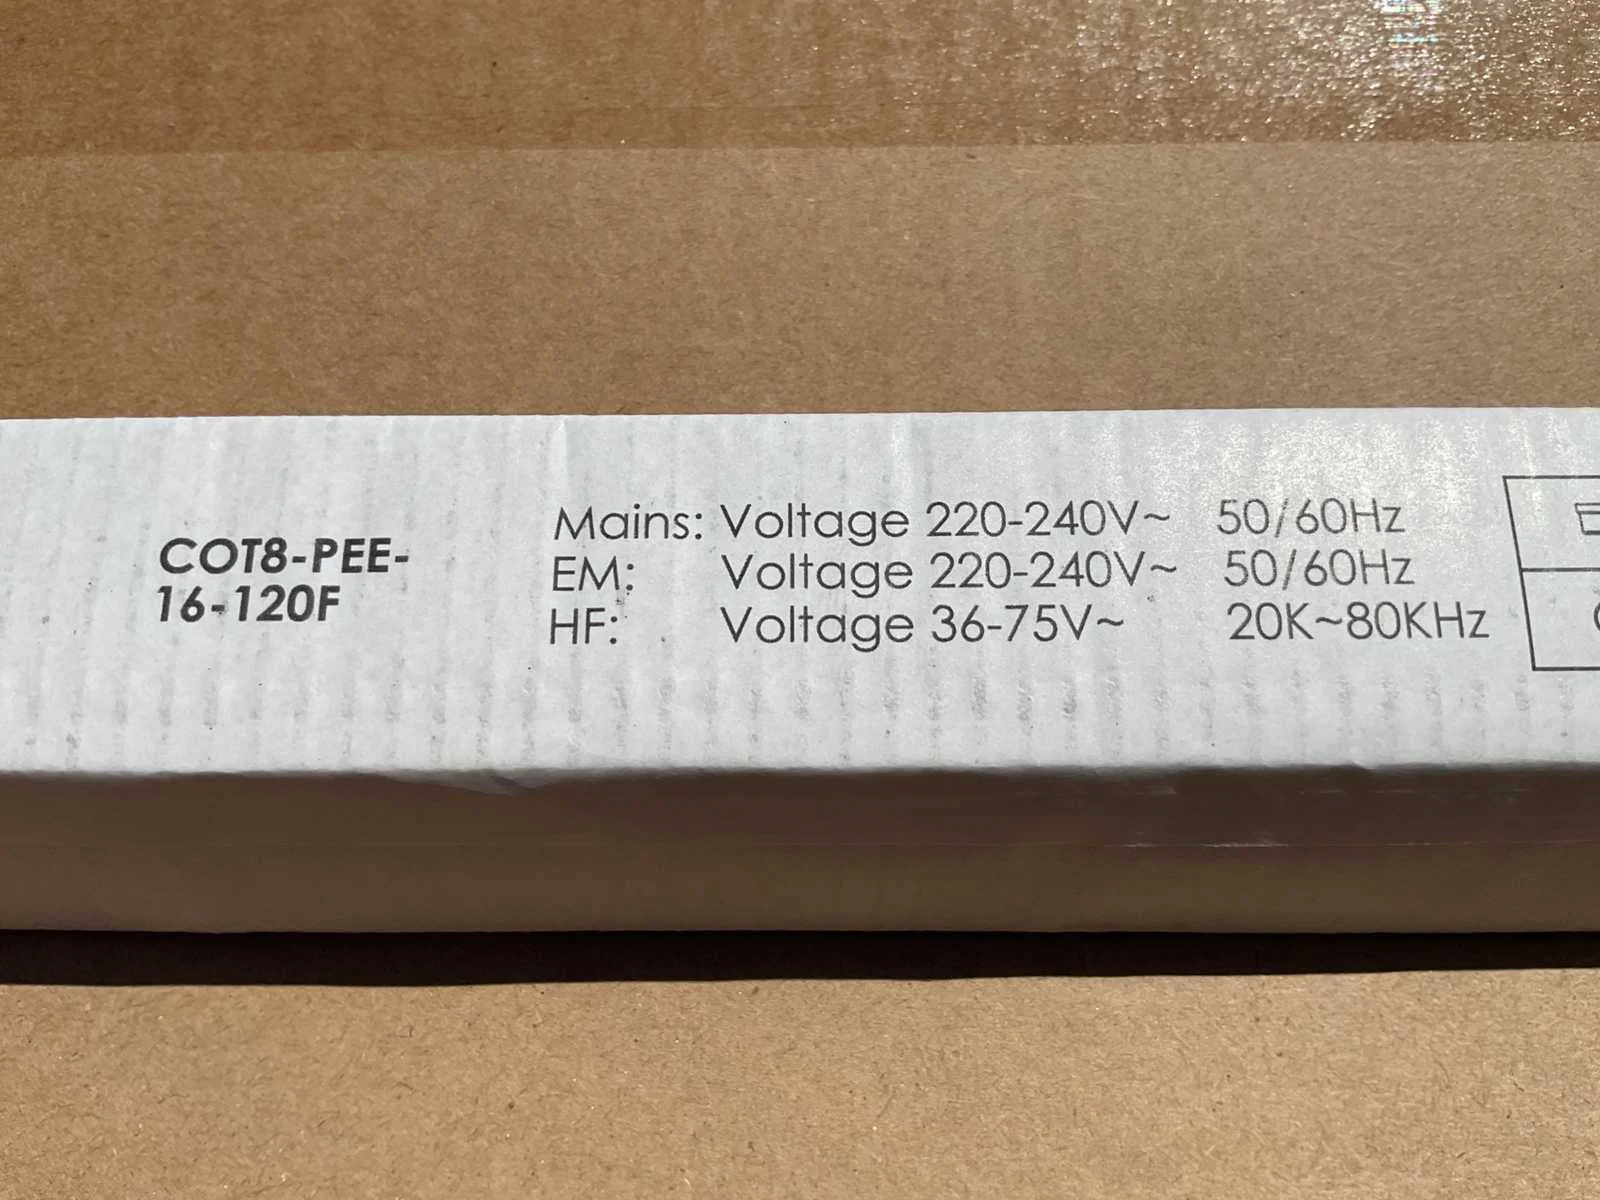 COT8-PEE-
16-120F
Mains: Voltage 220-240V~ 50/60Hz
EM: Voltage 220-240V~ 50/60Hz
HF: Voltage 36-75V~ 20K~80KHz